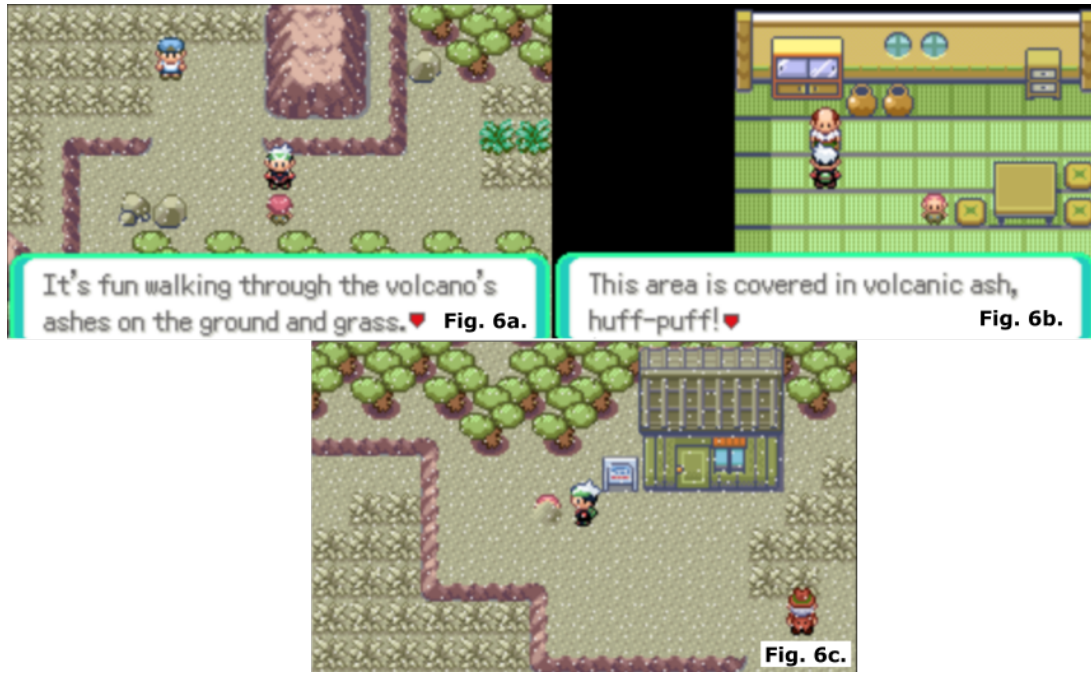 It's fun walking through the volcano's
ashes on the ground and grass.♥
Fig. 6a.
This area is covered in volcanic ash,
huff-puff!♥
Fig. 6b.
Fig. 6c.